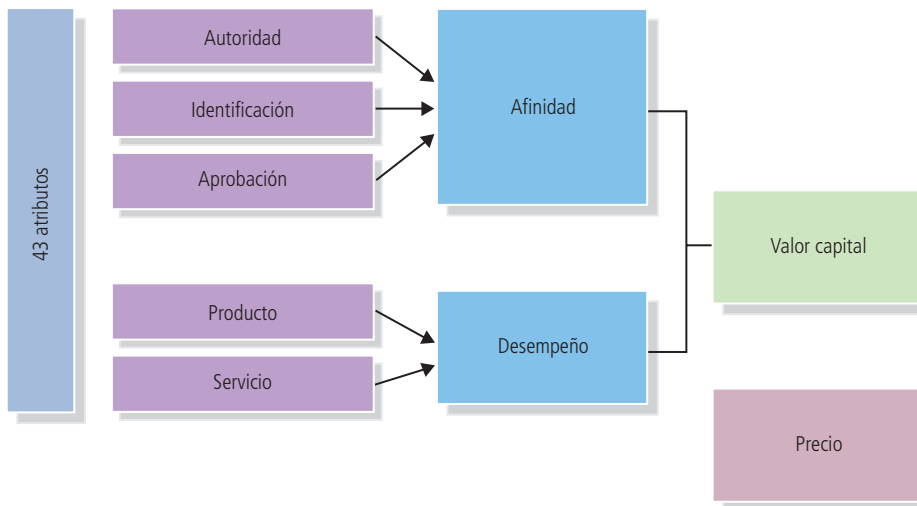 43 atributos
Autoridad
Identificación
Aprobación
Producto
Servicio
Afinidad
Desempeño
Valor capital
Precio